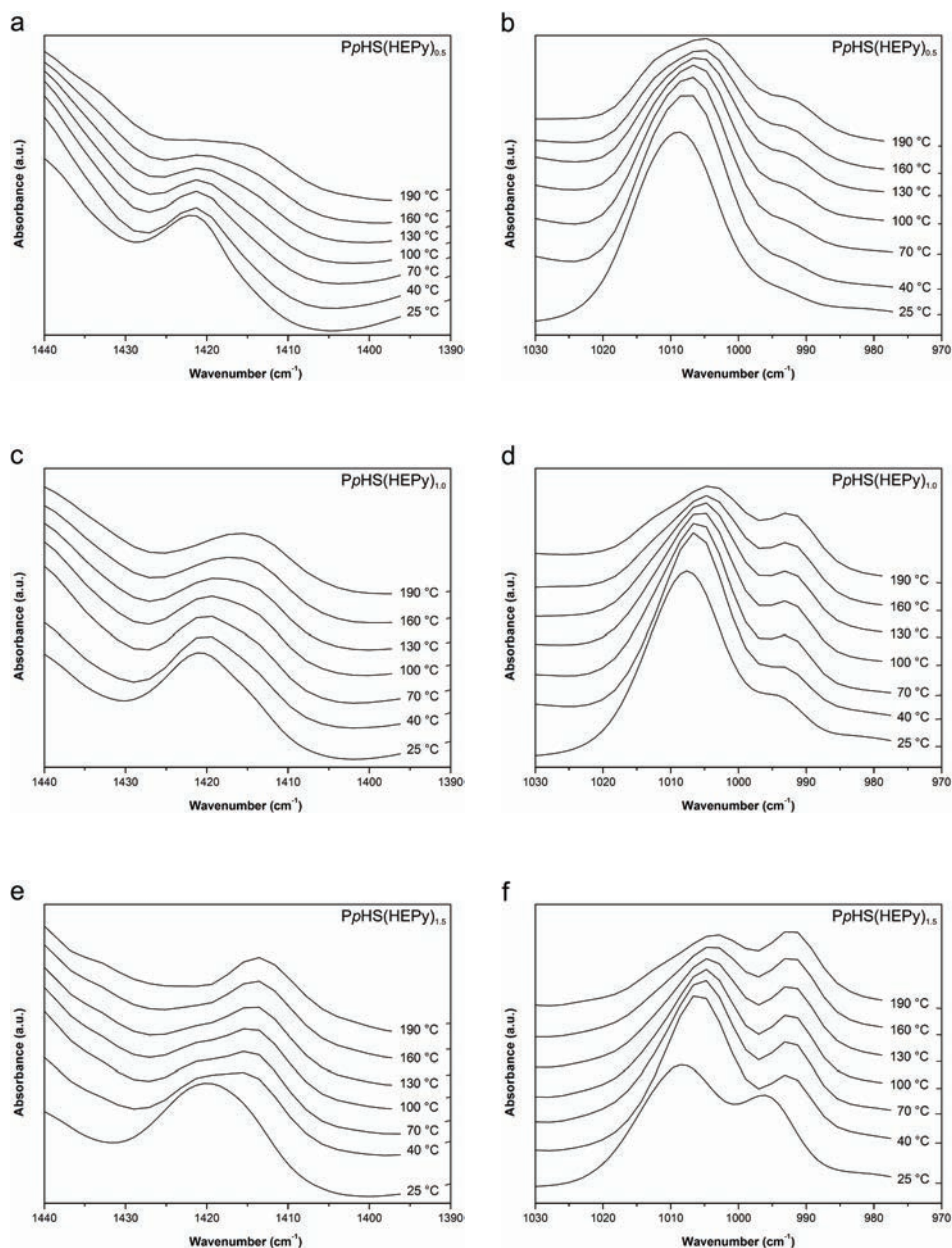 a
PpHS(HEPy)0.5
Absorbance (a.u.)
190 °C
160 °C
130 °C
100 °C
70 °C
40 °C
25 °C
1440 1430 1420 1410 1400 1390
Wavenumber (cm-1)
b
PpHS(HEPy)0.5
Absorbance (a.u.)
190 °C
160 °C
130 °C
100 °C
70 °C
40 °C
25 °C
1030 1020 1010 1000 990 980 970
Wavenumber (cm-1)
c
PpHS(HEPy)1.0
Absorbance (a.u.)
190 °C
160 °C
130 °C
100 °C
70 °C
40 °C
25 °C
1440 1430 1420 1410 1400 1390
Wavenumber (cm-1)
d
PpHS(HEPy)1.0
Absorbance (a.u.)
190 °C
160 °C
130 °C
100 °C
70 °C
40 °C
25 °C
1030 1020 1010 1000 990 980 970
Wavenumber (cm-1)
e
PpHS(HEPy)1.5
Absorbance (a.u.)
190 °C
160 °C
130 °C
100 °C
70 °C
40 °C
25 °C
1440 1430 1420 1410 1400 1390
Wavenumber (cm-1)
f
PpHS(HEPy)1.5
Absorbance (a.u.)
190 °C
160 °C
130 °C
100 °C
70 °C
40 °C
25 °C
1030 1020 1010 1000 990 980 970
Wavenumber (cm-1)